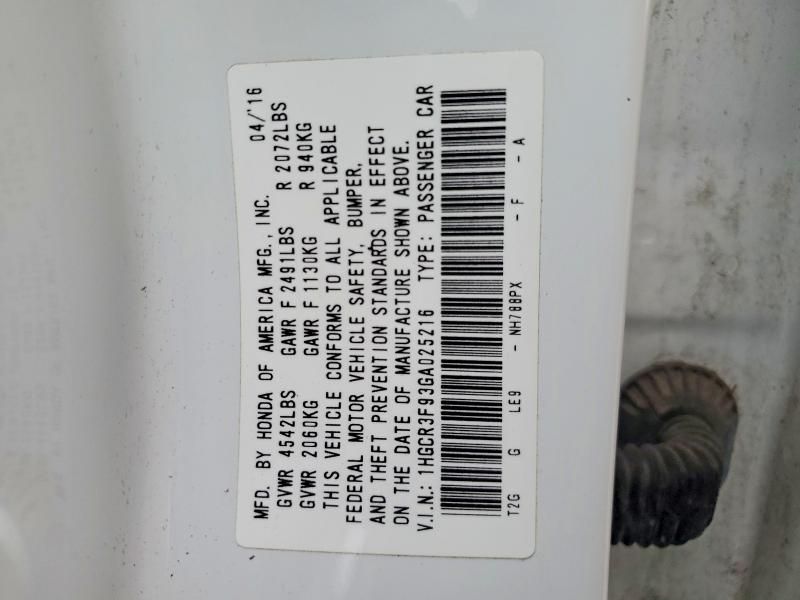 MFD. BY HONDA OF AMERICA MFG., INC. 04/'16
GVWR 4542LBS GAWR F 2491LBS R 2072LBS
GVWR 2060KG GAWR F 1130KG R 940KG
THIS VEHICLE CONFORMS TO ALL APPLICABLE
FEDERAL MOTOR VEHICLE SAFETY, BUMPER,
AND THEFT PREVENTION STANDARDS IN EFFECT
ON THE DATE OF MANUFACTURE SHOWN ABOVE.
V.I.N.: 1HGCR3F93GA025216 TYPE: PASSENGER CAR
T2G G LE9 - NH788PX - F - A